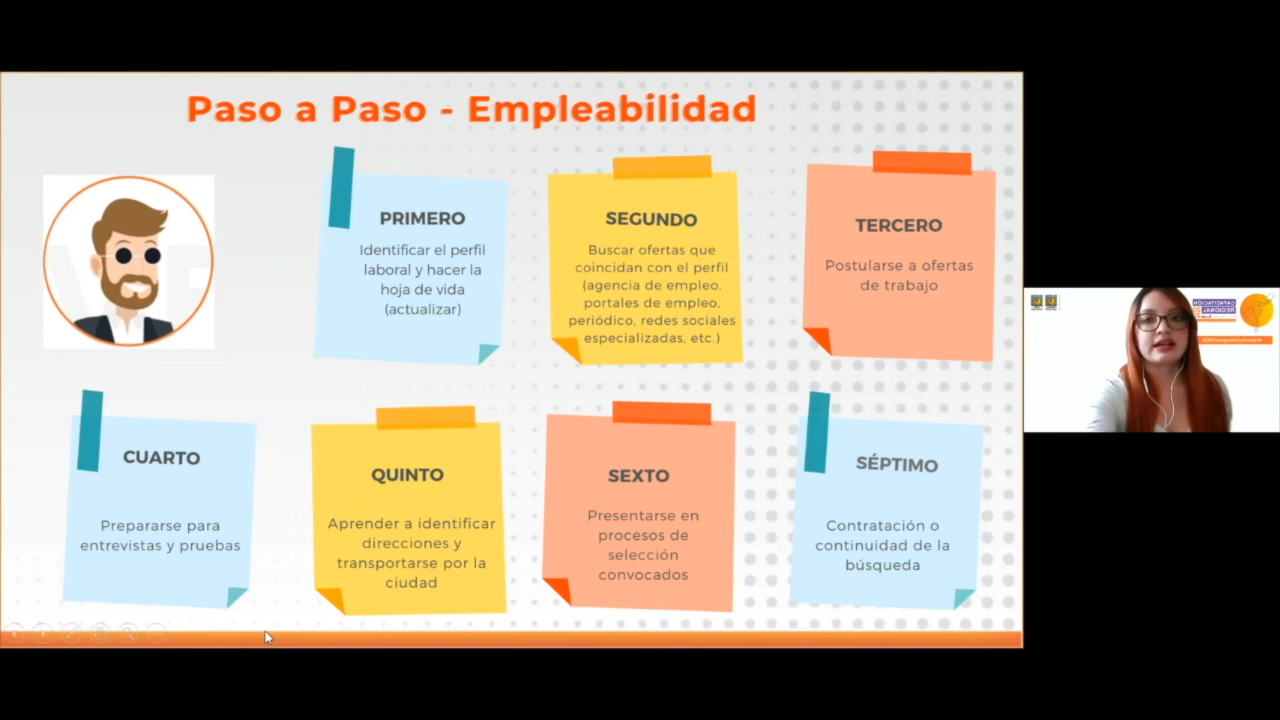 Paso a Paso - Empleabilidad
PRIMERO
Identificar el perfil
laboral y hacer la
hoja de vida
(actualizar)
SEGUNDO
Buscar ofertas que
coincidan con el perfil
(agencia de empleo,
portales de empleo,
periódico, redes sociales
especializadas, etc.)
TERCERO
Postularse a ofertas
de trabajo
CUARTO
Prepararse para
entrevistas y pruebas
QUINTO
Aprender a identificar
direcciones y
transportarse por la
ciudad
SEXTO
Presentarse en
procesos de
selección
convocados
SÉPTIMO
Contratación o
continuidad de la
búsqueda
CAPACITACIÓN
REGIONAL